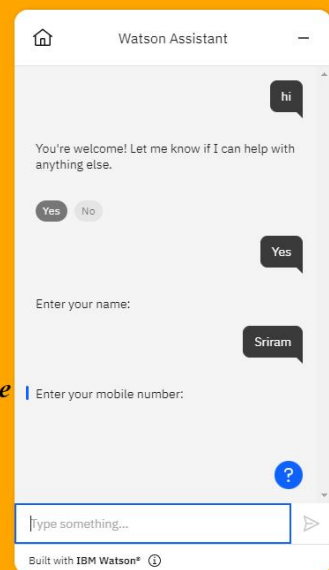 Watson Assistant
hi
You're welcome! Let me know if I can help with
anything else.
Yes No
Yes
Enter your name:
Sriram
e
Enter your mobile number:
?
Type something...
Built with IBM Watson® ⓘ